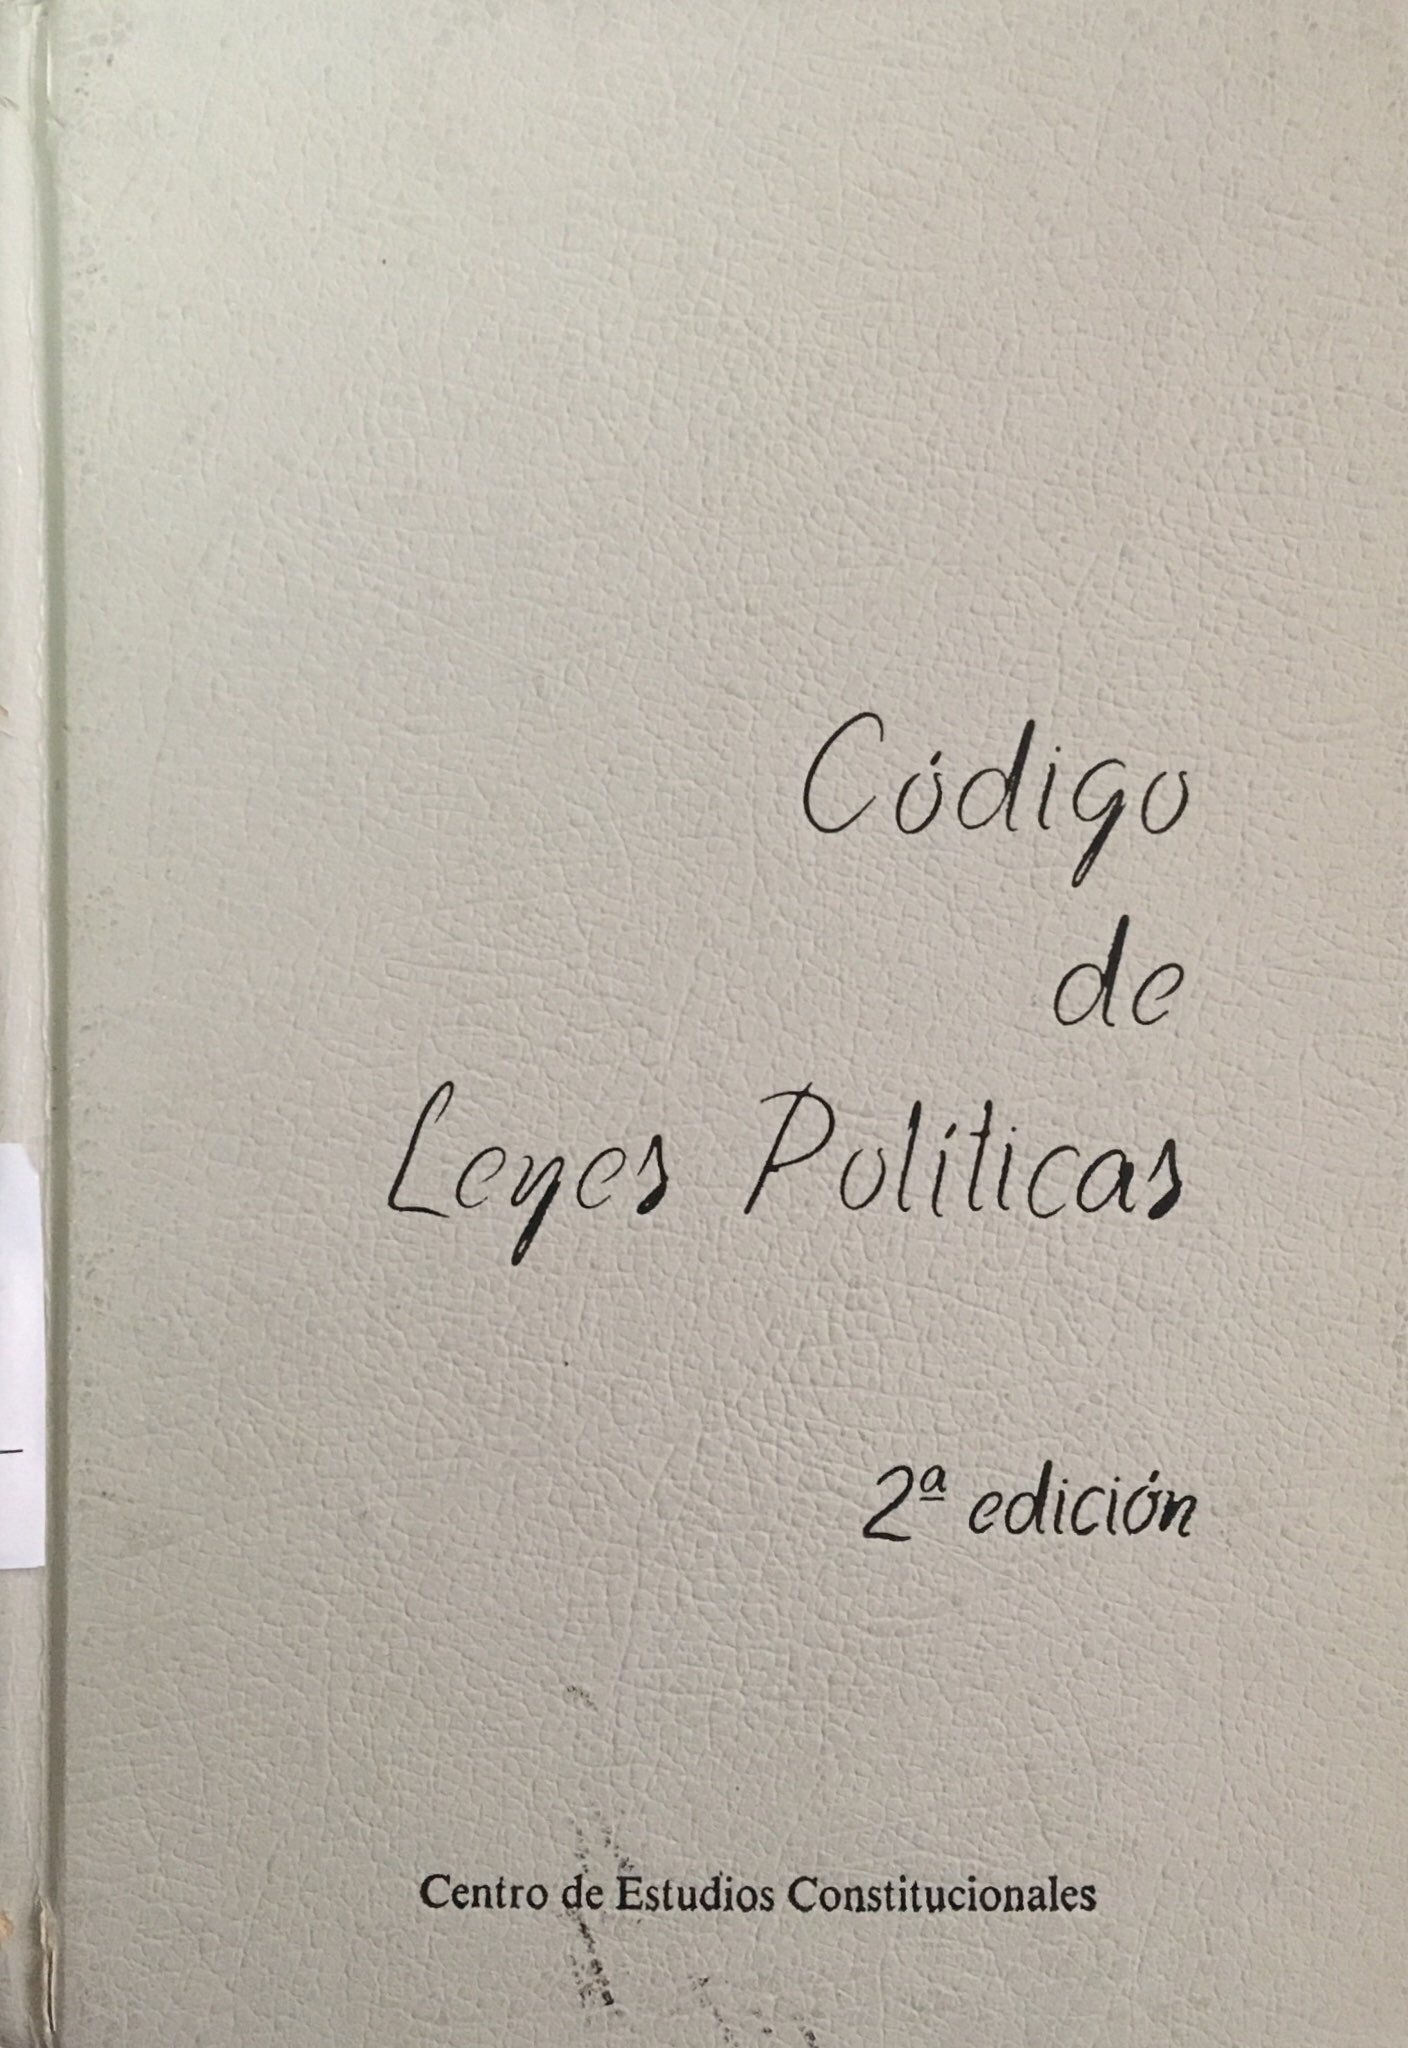 Código
de
Leyes Políticas
2ª edición
Centro de Estudios Constitucionales